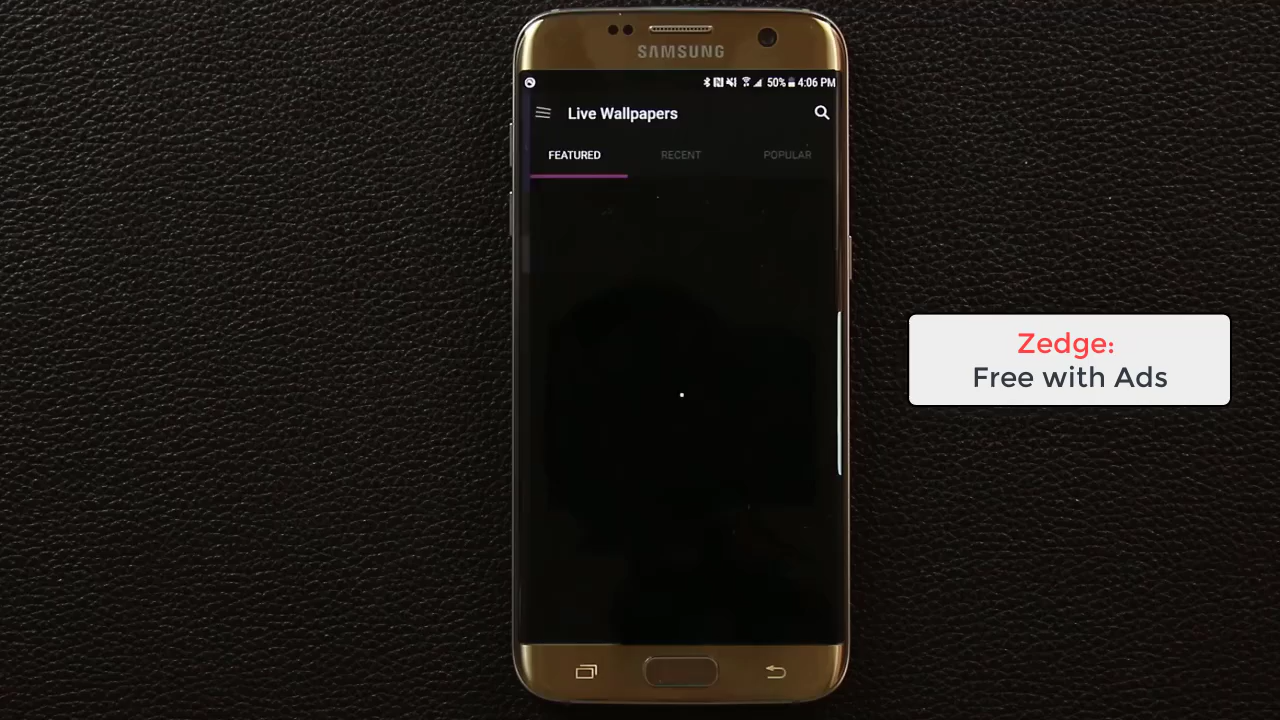 SAMSUNG
50% 4:06 PM
Live Wallpapers
FEATURED RECENT POPULAR
Zedge:
Free with Ads